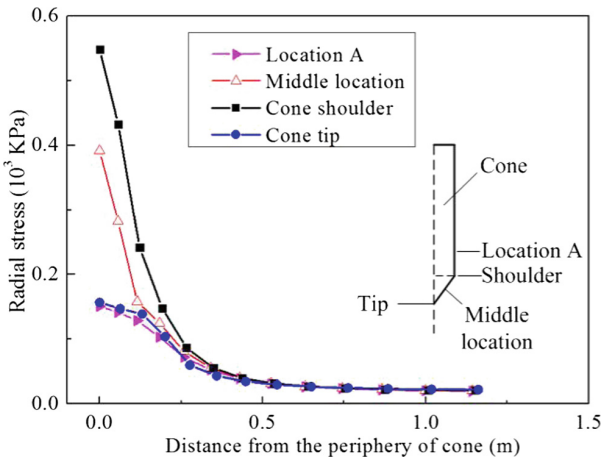 0.6
0.4
0.2
0.0
Radial stress (10³ KPa)
Location A
Middle location
Cone shoulder
Cone tip
Cone
Location A
Shoulder
Tip
Middle
location
0.0
0.5
1.0
1.5
Distance from the periphery of cone (m)